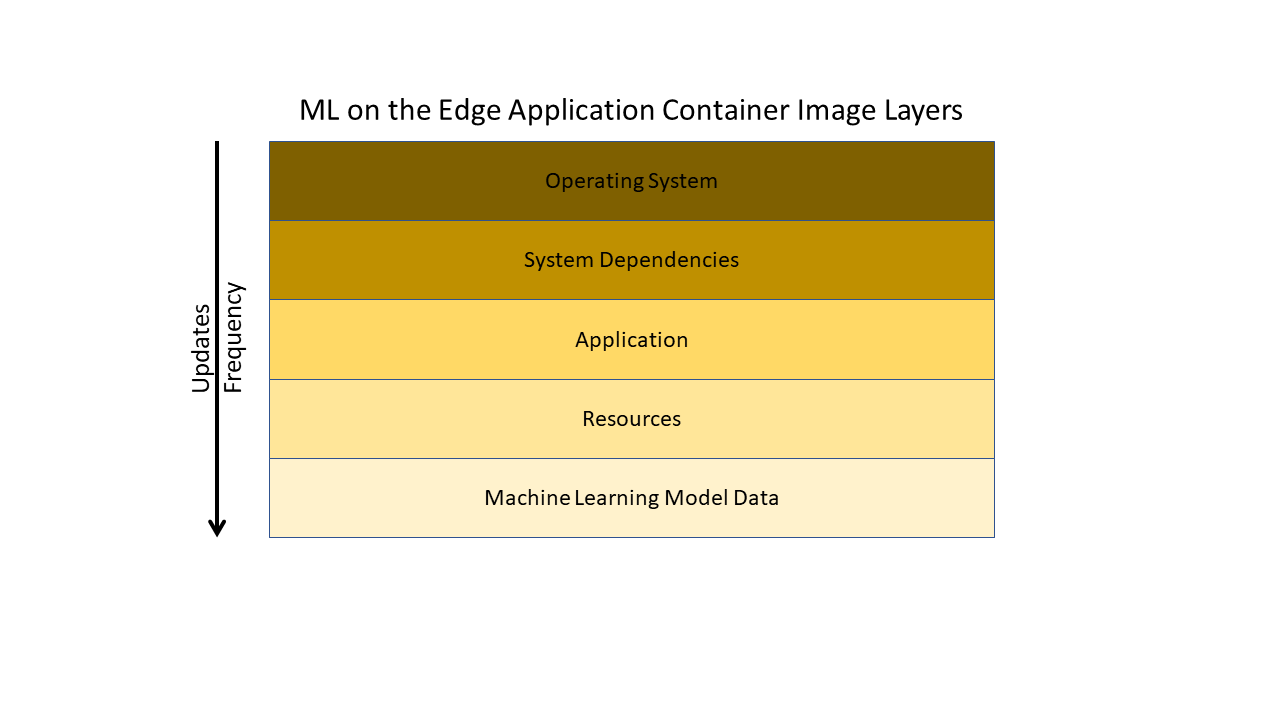 ML on the Edge Application Container Image Layers
Operating System
System Dependencies
Application
Resources
Machine Learning Model Data
Updates
Frequency